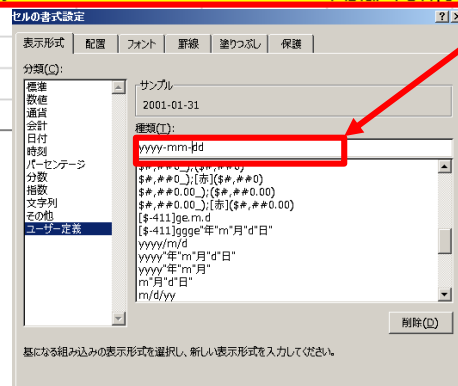 セルの書式設定
表示形式 配置 フォント 罫線 塗りつぶし 保護
分類(C):
標準
数値
通貨
会計
日付
時刻
パーセンテージ
分数
指数
文字列
その他
ユーザー定義
サンプル
2001-01-31
種類(T):
yyyy-mm-dd
$#,##0_);($#,##0)
$#,##0_);[赤]($#,##0)
$#,##0.00_);($#,##0.00)
$#,##0.00_);[赤]($#,##0.00)
[$-411]ge.m.d
[$-411]ggge"年"m"月"d"日"
yyyy/m/d
yyyy"年"m"月"d"日"
yyyy"年"m"月"
m"月"d"日"
m/d/yy
削除(D)
基になる組み込みの表示形式を選択し、新しい表示形式を入力してください。